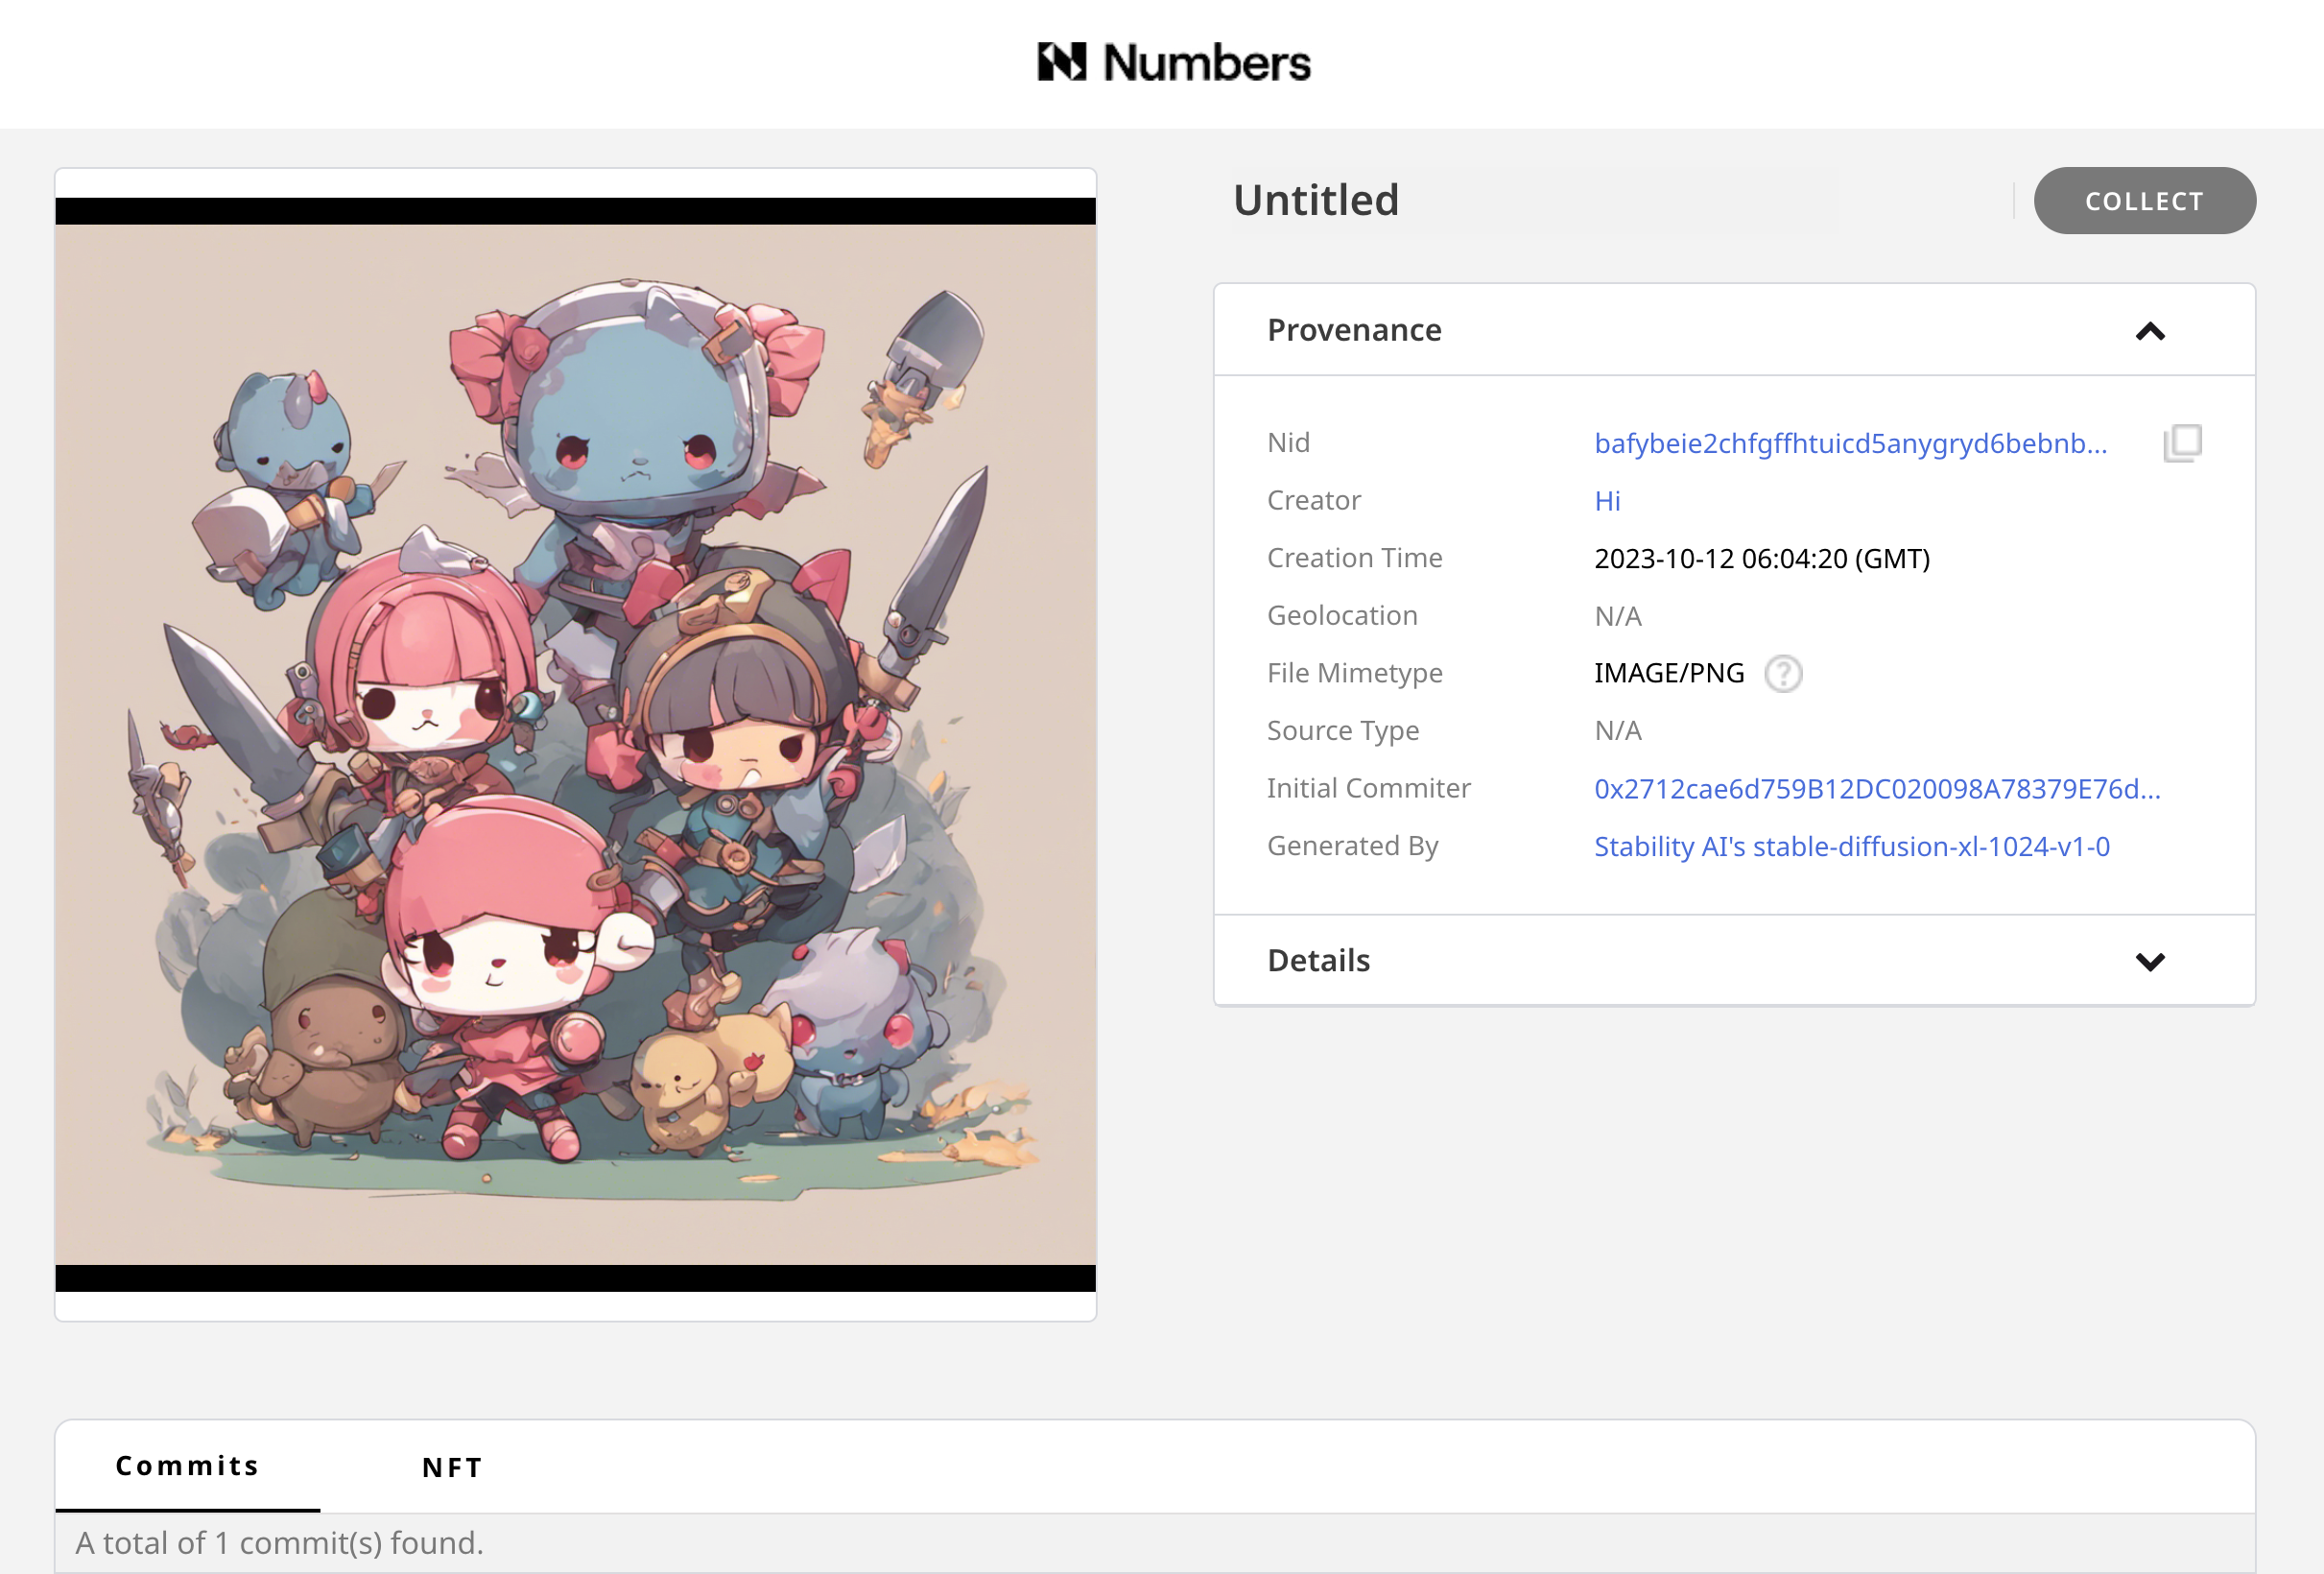 Numbers
Untitled
COLLECT
Provenance
Nid bafybeie2chfgffhtuicd5anygryd6bebnb...
Creator Hi
Creation Time 2023-10-12 06:04:20 (GMT)
Geolocation N/A
File Mimetype IMAGE/PNG ?
Source Type N/A
Initial Commiter 0x2712cae6d759B12DC020098A78379E76d...
Generated By Stability AI's stable-diffusion-xl-1024-v1-0
Details
Commits NFT
A total of 1 commit(s) found.